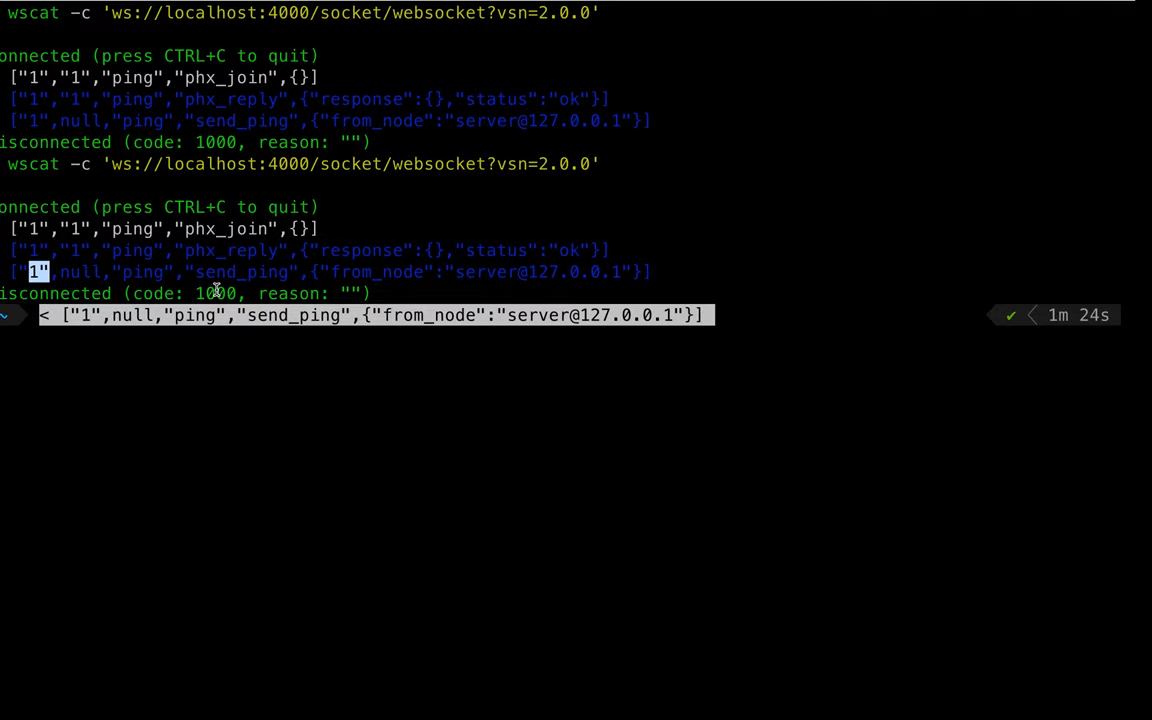 wscat -c 'ws://localhost:4000/socket/websocket?vsn=2.0.0'
onnected (press CTRL+C to quit)
["1","1","ping","phx_join",{}]
["1","1","ping","phx_reply",{"response":{},"status":"ok"}]
["1",null,"ping","send_ping",{"from_node":"server@127.0.0.1"}]
isconnected (code: 1000, reason: "")
wscat -c 'ws://localhost:4000/socket/websocket?vsn=2.0.0'
onnected (press CTRL+C to quit)
["1","1","ping","phx_join",{}]
["1","1","ping","phx_reply",{"response":{},"status":"ok"}]
["1",null,"ping","send_ping",{"from_node":"server@127.0.0.1"}]
isconnected (code: 1000, reason: "")
~ < ["1",null,"ping","send_ping",{"from_node":"server@127.0.0.1"}] ✔ 1m 24s